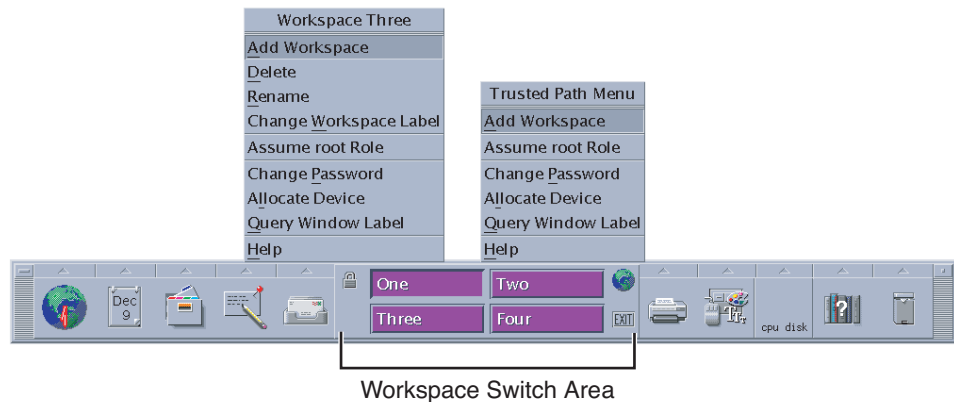 Workspace Three
Add Workspace
Delete
Rename
Change Workspace Label
Assume root Role
Change Password
Allocate Device
Query Window Label
Help
Trusted Path Menu
Add Workspace
Assume root Role
Change Password
Allocate Device
Query Window Label
Help
Dec
9
One
Two
Three
Four
EXIT
cpu disk
?
Workspace Switch Area